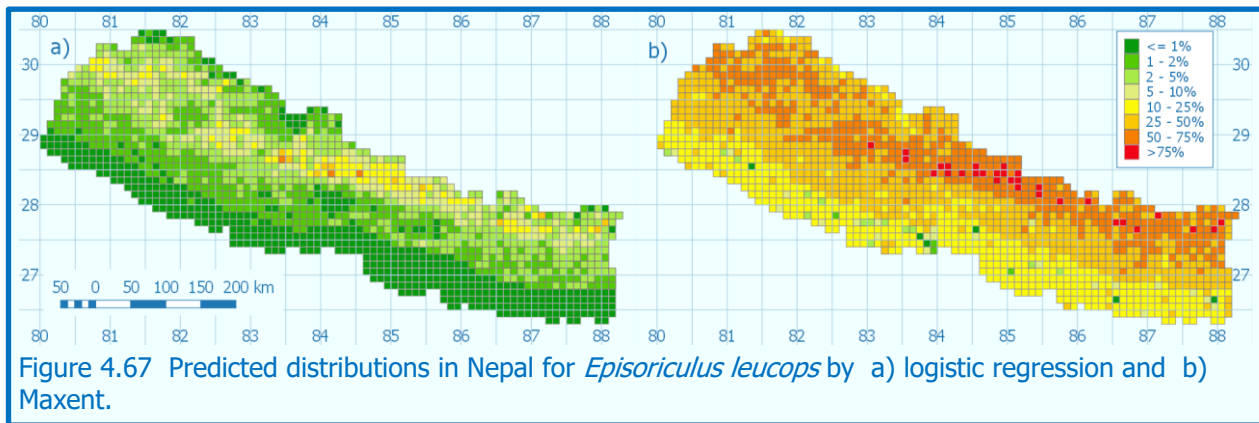 80 81 82 83 84 85 86 87 88 80 81 82 83 84 85 86 87 88
a) b)
<= 1%
1 - 2%
2 - 5%
5 - 10%
10 - 25%
25 - 50%
50 - 75%
>75%
30 30
29 29
28 28
27 27
50 0 50 100 150 200 km
80 81 82 83 84 85 86 87 88 80 81 82 83 84 85 86 87 88
Figure 4.67 Predicted distributions in Nepal for Episoriculus leucops by a) logistic regression and b)
Maxent.